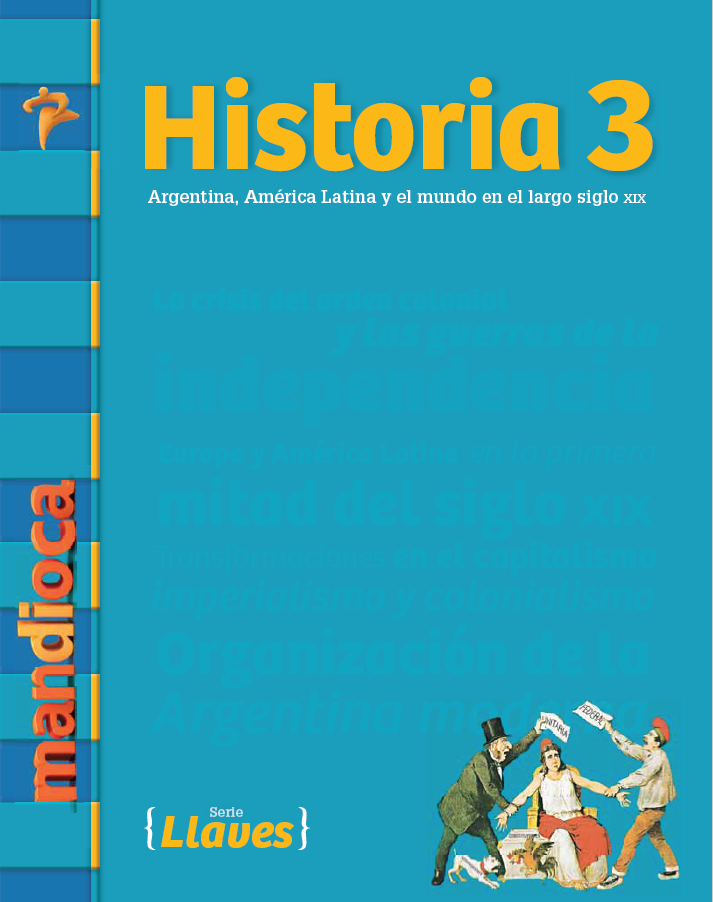 Historia 3
Argentina, América Latina y el mundo en el largo siglo XIX
La crisis del orden colonial
y las guerras de la
independencia
Europa y América Latina en la primera
mitad del siglo XIX
Transformaciones en el capitalismo
Imperialismo y colonialismo
Organización de la
Argentina moderna
UNITARIA
FEDERAL
Serie
{Llaves}
mandioca